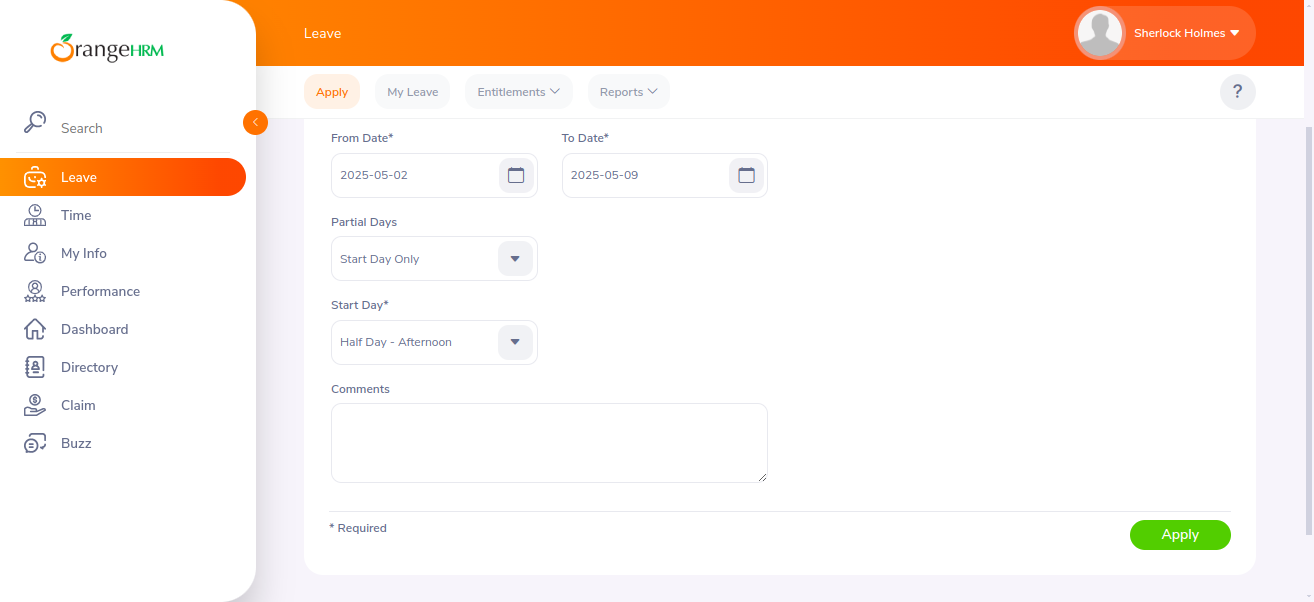 OrangeHRM
Search
Leave
Time
My Info
Performance
Dashboard
Directory
Claim
Buzz
Leave
Sherlock Holmes
Apply
My Leave
Entitlements
Reports
?
From Date*
To Date*
2025-05-02
2025-05-09
Partial Days
Start Day Only
Start Day*
Half Day - Afternoon
Comments
* Required
Apply